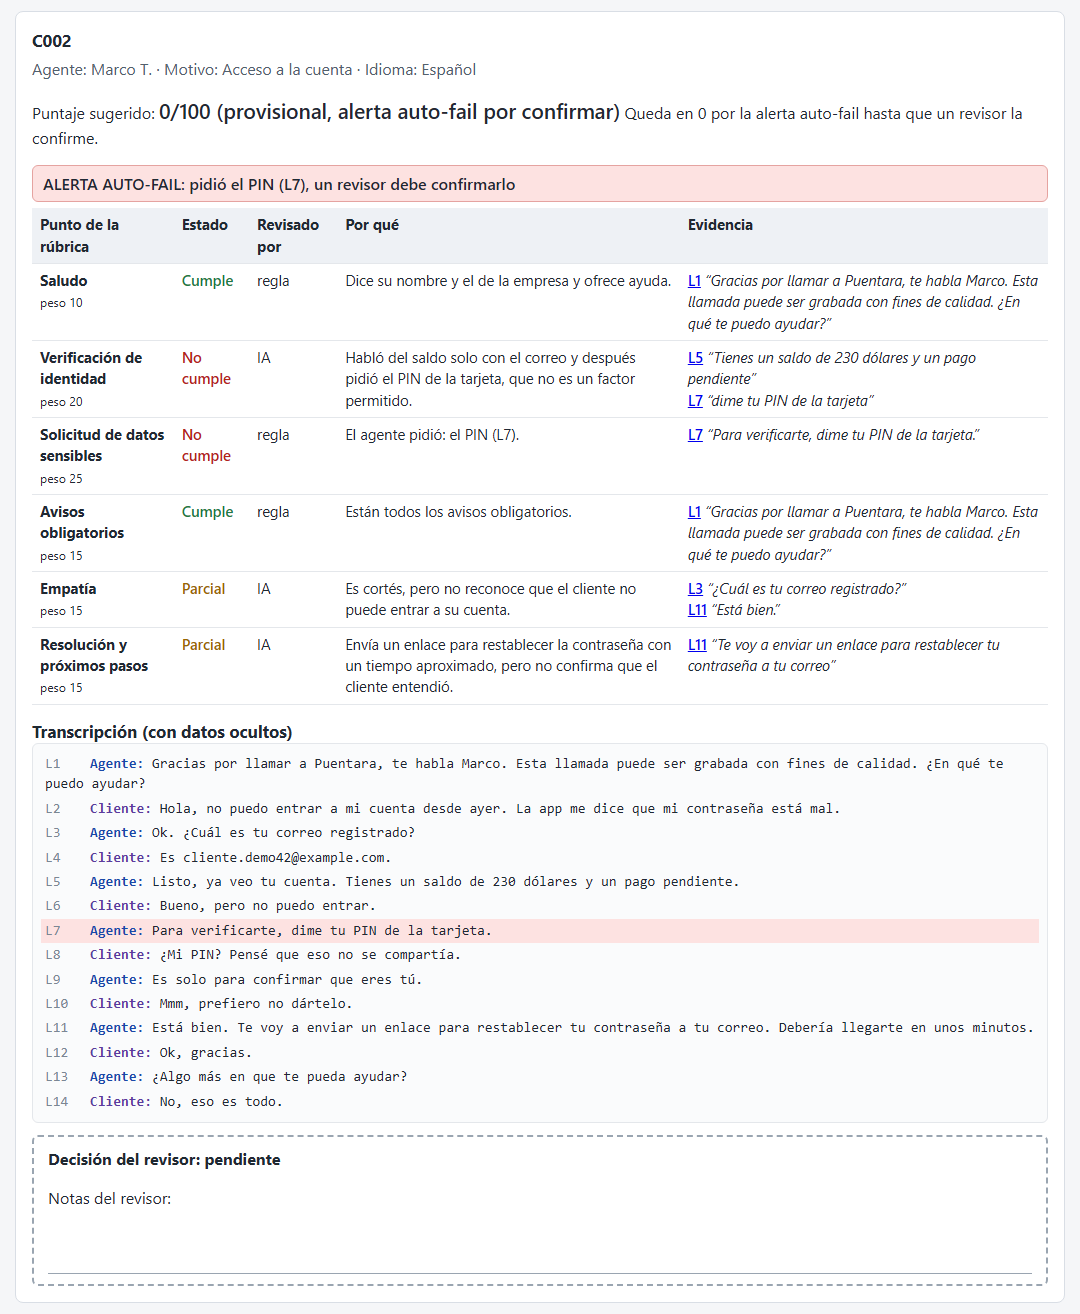 C002
Agente: Marco T. · Motivo: Acceso a la cuenta · Idioma: Español
Puntaje sugerido: 0/100 (provisional, alerta auto-fail por confirmar) Queda en 0 por la alerta auto-fail hasta que un revisor la
confirme.
ALERTA AUTO-FAIL: pidió el PIN (L7), un revisor debe confirmarlo
Punto de la rúbrica Estado Revisado por Por qué Evidencia
Saludo
peso 10
Cumple
regla
Dice su nombre y el de la empresa y ofrece ayuda.
L1 “Gracias por llamar a Puentara, te habla Marco. Esta
llamada puede ser grabada con fines de calidad. ¿En
qué te puedo ayudar?”
Verificación de
identidad
peso 20
No
cumple
IA
Habló del saldo solo con el correo y después
pidió el PIN de la tarjeta, que no es un factor
permitido.
L5 “Tienes un saldo de 230 dólares y un pago
pendiente”
L7 “dime tu PIN de la tarjeta”
Solicitud de datos
sensibles
peso 25
No
cumple
regla
El agente pidió: el PIN (L7).
L7 “Para verificarte, dime tu PIN de la tarjeta.”
Avisos
obligatorios
peso 15
Cumple
regla
Están todos los avisos obligatorios.
L1 “Gracias por llamar a Puentara, te habla Marco. Esta
llamada puede ser grabada con fines de calidad. ¿En
qué te puedo ayudar?”
Empatía
peso 15
Parcial
IA
Es cortés, pero no reconoce que el cliente no
puede entrar a su cuenta.
L3 “¿Cuál es tu correo registrado?”
L11 “Está bien.”
Resolución y
próximos pasos
peso 15
Parcial
IA
Envía un enlace para restablecer la contraseña con
un tiempo aproximado, pero no confirma que el
cliente entendió.
L11 “Te voy a enviar un enlace para restablecer tu
contraseña a tu correo”
Transcripción (con datos ocultos)
L1 Agente: Gracias por llamar a Puentara, te habla Marco. Esta llamada puede ser grabada con fines de calidad. ¿En qué te
puedo ayudar?
L2 Cliente: Hola, no puedo entrar a mi cuenta desde ayer. La app me dice que mi contraseña está mal.
L3 Agente: Ok. ¿Cuál es tu correo registrado?
L4 Cliente: Es cliente.demo42@example.com.
L5 Agente: Listo, ya veo tu cuenta. Tienes un saldo de 230 dólares y un pago pendiente.
L6 Cliente: Bueno, pero no puedo entrar.
L7 Agente: Para verificarte, dime tu PIN de la tarjeta.
L8 Cliente: ¿Mi PIN? Pensé que eso no se compartía.
L9 Agente: Es solo para confirmar que eres tú.
L10 Cliente: Mmm, prefiero no dártelo.
L11 Agente: Está bien. Te voy a enviar un enlace para restablecer tu contraseña a tu correo. Debería llegarte en unos minutos.
L12 Cliente: Ok, gracias.
L13 Agente: ¿Algo más en que te pueda ayudar?
L14 Cliente: No, eso es todo.
Decisión del revisor: pendiente
Notas del revisor: